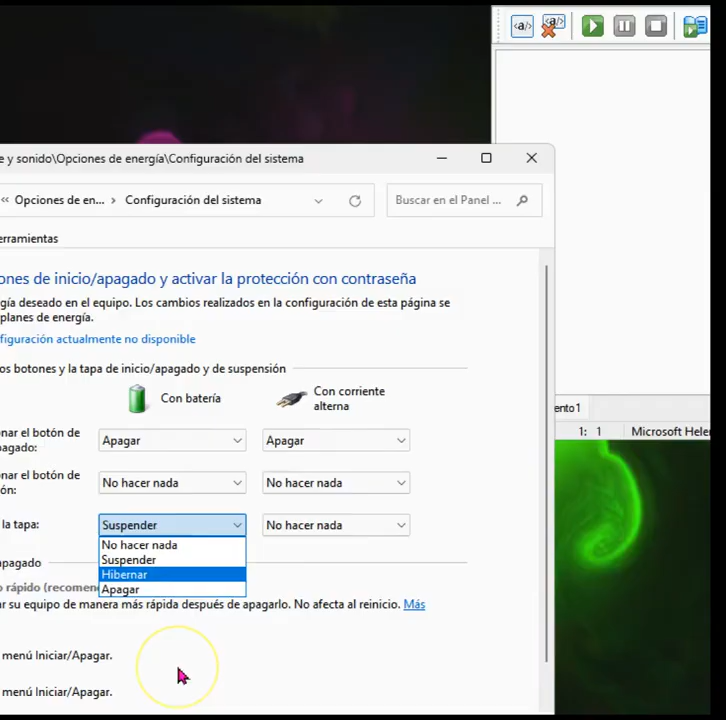 <a/>
<a/>
e y sonido\Opciones de energía\Configuración del sistema
« Opciones de en... › Configuración del sistema
Buscar en el Panel ...
erramientas
ones de inicio/apagado y activar la protección con contraseña
gía deseado en el equipo. Los cambios realizados en la configuración de esta página se
planes de energía.
figuración actualmente no disponible
os botones y la tapa de inicio/apagado y de suspensión
Con batería
Con corriente
alterna
ento1
1: 1 Microsoft Hele
nar el botón de
pagado:
Apagar
Apagar
nar el botón de
ón:
No hacer nada
No hacer nada
la tapa:
Suspender
No hacer nada
No hacer nada
Suspender
Hibernar
Apagar
apagado
o rápido (recomen
ar su equipo de manera más rápida después de apagarlo. No afecta al reinicio. Más
menú Iniciar/Apagar.
menú Iniciar/Apagar.